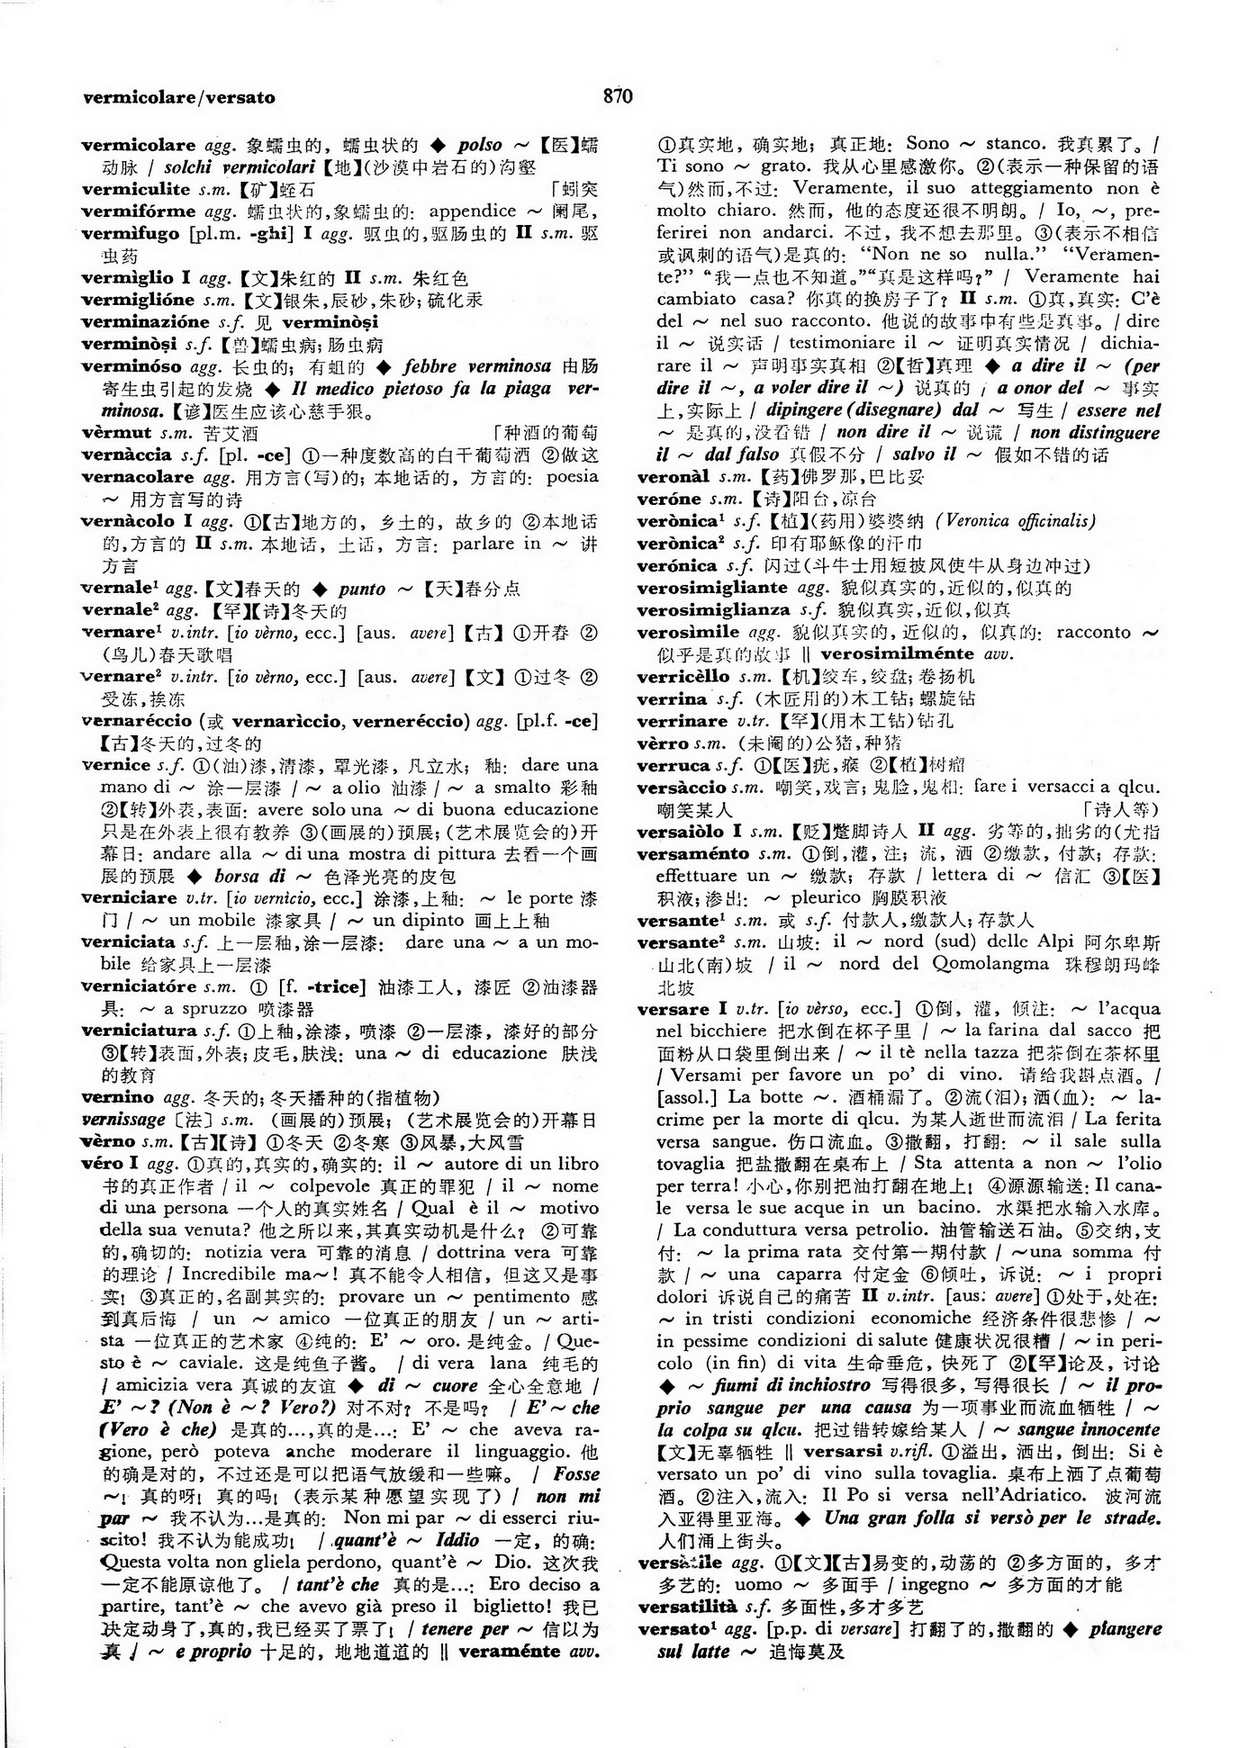 vermicolare/versato
870
vermicolare agg. 象蠕虫的, 蠕虫状的 ◆ polso ~ 【医】蠕
动脉 / solchi vermicolari【地】(沙漠中岩石的)沟壑
vermiculite s.m.【矿】蛭石 「蚓突
vermifórme agg. 蠕虫状的,象蠕虫的: appendice ~ 阑尾,
vermìfugo [pl.m. -ghi] I agg. 驱虫的,驱肠虫的 II s.m. 驱
虫药
vermìglio I agg.【文】朱红的 II s.m. 朱红色
vermiglióne s.m.【文】银朱,辰砂,朱砂; 硫化汞
verminazióne s.f. 见 verminòsi
verminòsi s.f.【兽】蠕虫病; 肠虫病
verminóso agg. 长虫的; 有蛆的 ◆ febbre verminosa 由肠
寄生虫引起的发烧 ◆ Il medico pietoso fa la piaga ver-
minosa.【谚】医生应该心慈手狠。
vèrmut s.m. 苦艾酒 「种酒的葡萄
vernàccia s.f. [pl. -ce] ①一种度数高的白干葡萄酒 ②做这
vernacolare agg. 用方言(写)的; 本地话的, 方言的: poesia
~ 用方言写的诗
vernàcolo I agg. ①【古】地方的, 乡土的, 故乡的 ②本地话
的,方言的 II s.m. 本地话, 土话, 方言: parlare in ~ 讲
方言
vernale¹ agg.【文】春天的 ◆ punto ~ 【天】春分点
vernale² agg. 【罕】【诗】冬天的
vernare¹ v.intr. [io vèrno, ecc.] [aus. avere]【古】①开春 ②
(鸟儿)春天歌唱
vernare² v.intr. [io vèrno, ecc.] [aus. avere]【文】①过冬 ②
受冻,挨冻
vernaréccio (或 vernarìccio, verneréccio) agg. [pl.f. -ce]
【古】冬天的,过冬的
vernice s.f. ①(油)漆,清漆, 罩光漆, 凡立水; 釉: dare una
mano di ~ 涂一层漆 / ~ a olio 油漆 / ~ a smalto 彩釉
②【转】外表,表面: avere solo una ~ di buona educazione
只是在外表上很有教养 ③(画展的)预展; (艺术展览会的)开
幕日: andare alla ~ di una mostra di pittura 去看一个画
展的预展 ◆ borsa di ~ 色泽光亮的皮包
verniciare v.tr. [io vernicio, ecc.] 涂漆,上釉: ~ le porte 漆
门 / ~ un mobile 漆家具 / ~ un dipinto 画上上釉
verniciata s.f. 上一层釉,涂一层漆: dare una ~ a un mo-
bile 给家具上一层漆
verniciatóre s.m. ① [f. -trice] 油漆工人, 漆匠 ②油漆器
具: ~ a spruzzo 喷漆器
verniciatura s.f. ①上釉,涂漆, 喷漆 ②一层漆, 漆好的部分
③【转】表面,外表; 皮毛,肤浅: una ~ di educazione 肤浅
的教育
vernino agg. 冬天的; 冬天播种的(指植物)
vernissage〔法〕s.m. (画展的)预展; (艺术展览会的)开幕日
vèrno s.m.【古】【诗】①冬天 ②冬寒 ③风暴,大风雪
véro I agg. ①真的,真实的,确实的: il ~ autore di un libro
书的真正作者 / il ~ colpevole 真正的罪犯 / il ~ nome
di una persona 一个人的真实姓名 / Qual è il ~ motivo
della sua venuta? 他之所以来,其真实动机是什么? ②可靠
的,确切的: notizia vera 可靠的消息 / dottrina vera 可靠
的理论 / Incredibile ma~! 真不能令人相信, 但这又是事
实! ③真正的,名副其实的: provare un ~ pentimento 感
到真后悔 / un ~ amico 一位真正的朋友 / un ~ arti-
sta 一位真正的艺术家 ④纯的: E' ~ oro. 是纯金。 / Que-
sto è ~ caviale. 这是纯鱼子酱。 / di vera lana 纯毛的
/ amicizia vera 真诚的友谊 ◆ di ~ cuore 全心全意地 /
E' ~? (Non è ~? Vero?) 对不对? 不是吗? / E' ~ che
(Vero è che) 是真的…,真的是…: E' ~ che aveva ra-
gione, però poteva anche moderare il linguaggio. 他
的确是对的, 不过还是可以把语气放缓和一些嘛。 / Fosse
~! 真的呀! 真的吗! (表示某种愿望实现了) / non mi
par ~ 我不认为…是真的: Non mi par ~ di esserci riu-
scito! 我不认为能成功! / quant'è ~ Iddio 一定, 的确:
Questa volta non gliela perdono, quant'è ~ Dio. 这次我
一定不能原谅他了。 / tant'è che 真的是…: Ero deciso a
partire, tant'è ~ che avevo già preso il biglietto! 我已
决定动身了,真的,我已经买了票了! / tenere per ~ 信以为
真 / ~ e proprio 十足的, 地地道道的 ‖ veraménte avv.
①真实地, 确实地; 真正地: Sono ~ stanco. 我真累了。 /
Ti sono ~ grato. 我从心里感激你。②(表示一种保留的语
气)然而,不过: Veramente, il suo atteggiamento non è
molto chiaro. 然而, 他的态度还很不明朗。 / Io, ~, pre-
ferirei non andarci. 不过, 我不想去那里。③(表示不相信
或讽刺的语气)是真的: “Non ne so nulla.” “Veramen-
te?” “我一点也不知道。”“真是这样吗?” / Veramente hai
cambiato casa? 你真的换房子了? II s.m. ①真,真实: C'è
del ~ nel suo racconto. 他说的故事中有些是真事。 / dire
il ~ 说实话 / testimoniare il ~ 证明真实情况 / dichia-
rare il ~ 声明事实真相 ②【哲】真理 ◆ a dire il ~ (per
dire il ~, a voler dire il ~) 说真的 / a onor del ~ 事实
上,实际上 / dipingere (disegnare) dal ~ 写生 / essere nel
~ 是真的,没看错 / non dire il ~ 说谎 / non distinguere
il ~ dal falso 真假不分 / salvo il ~ 假如不错的话
veronàl s.m.【药】佛罗那,巴比妥
veróne s.m.【诗】阳台,凉台
verònica¹ s.f.【植】(药用)婆婆纳 (Veronica officinalis)
verònica² s.f. 印有耶稣像的汗巾
verónica s.f. 闪过(斗牛士用短披风使牛从身边冲过)
verosimigliante agg. 貌似真实的,近似的,似真的
verosimiglianza s.f. 貌似真实,近似,似真
verosìmile agg. 貌似真实的, 近似的, 似真的: racconto ~
似乎是真的故事 ‖ verosimilménte avv.
verricèllo s.m.【机】绞车,绞盘; 卷扬机
verrina s.f. (木匠用的)木工钻; 螺旋钻
verrinare v.tr.【罕】(用木工钻)钻孔
vèrro s.m. (未阉的)公猪,种猪
verruca s.f. ①【医】疣,瘊 ②【植】树瘤
versàccio s.m. 嘲笑,戏言; 鬼脸,鬼相: fare i versacci a qlcu.
嘲笑某人 「诗人等)
versaiòlo I s.m.【贬】蹩脚诗人 II agg. 劣等的,拙劣的(尤指
versaménto s.m. ①倒,灌,注; 流, 洒 ②缴款, 付款; 存款:
effettuare un ~ 缴款; 存款 / lettera di ~ 信汇 ③【医】
积液; 渗出: ~ pleurico 胸膜积液
versante¹ s.m. 或 s.f. 付款人,缴款人; 存款人
versante² s.m. 山坡: il ~ nord (sud) delle Alpi 阿尔卑斯
山北(南)坡 / il ~ nord del Qomolangma 珠穆朗玛峰
北坡
versare I v.tr. [io vèrso, ecc.] ①倒, 灌, 倾注: ~ l'acqua
nel bicchiere 把水倒在杯子里 / ~ la farina dal sacco 把
面粉从口袋里倒出来 / ~ il tè nella tazza 把茶倒在茶杯里
/ Versami per favore un po' di vino. 请给我斟点酒。 /
[assol.] La botte ~. 酒桶漏了。②流(泪); 洒(血): ~ la-
crime per la morte di qlcu. 为某人逝世而流泪 / La ferita
versa sangue. 伤口流血。③撒翻, 打翻: ~ il sale sulla
tovaglia 把盐撒翻在桌布上 / Sta attenta a non ~ l'olio
per terra! 小心,你别把油打翻在地上! ④源源输送: Il cana-
le versa le sue acque in un bacino. 水渠把水输入水库。
/ La conduttura versa petrolio. 油管输送石油。⑤交纳,支
付: ~ la prima rata 交付第一期付款 / ~una somma 付
款 / ~ una caparra 付定金 ⑥倾吐, 诉说: ~ i propri
dolori 诉说自己的痛苦 II v.intr. [aus: avere] ①处于,处在:
~ in tristi condizioni economiche 经济条件很悲惨 / ~
in pessime condizioni di salute 健康状况很糟 / ~ in peri-
colo (in fin) di vita 生命垂危, 快死了 ②【罕】论及, 讨论
◆ ~ fiumi di inchiostro 写得很多, 写得很长 / ~ il pro-
prio sangue per una causa 为一项事业而流血牺牲 / ~
la colpa su qlcu. 把过错转嫁给某人 / ~ sangue innocente
【文】无辜牺牲 ‖ versarsi v.rifl. ①溢出, 洒出, 倒出: Si è
versato un po' di vino sulla tovaglia. 桌布上洒了点葡萄
酒。②注入,流入: Il Po si versa nell'Adriatico. 波河流
入亚得里亚海。◆ Una gran folla si versò per le strade.
人们涌上街头。
versàtile agg. ①【文】【古】易变的,动荡的 ②多方面的, 多才
多艺的: uomo ~ 多面手 / ingegno ~ 多方面的才能
versatilità s.f. 多面性,多才多艺
versato¹ agg. [p.p. di versare] 打翻了的,撒翻的 ◆ piangere
sul latte ~ 追悔莫及